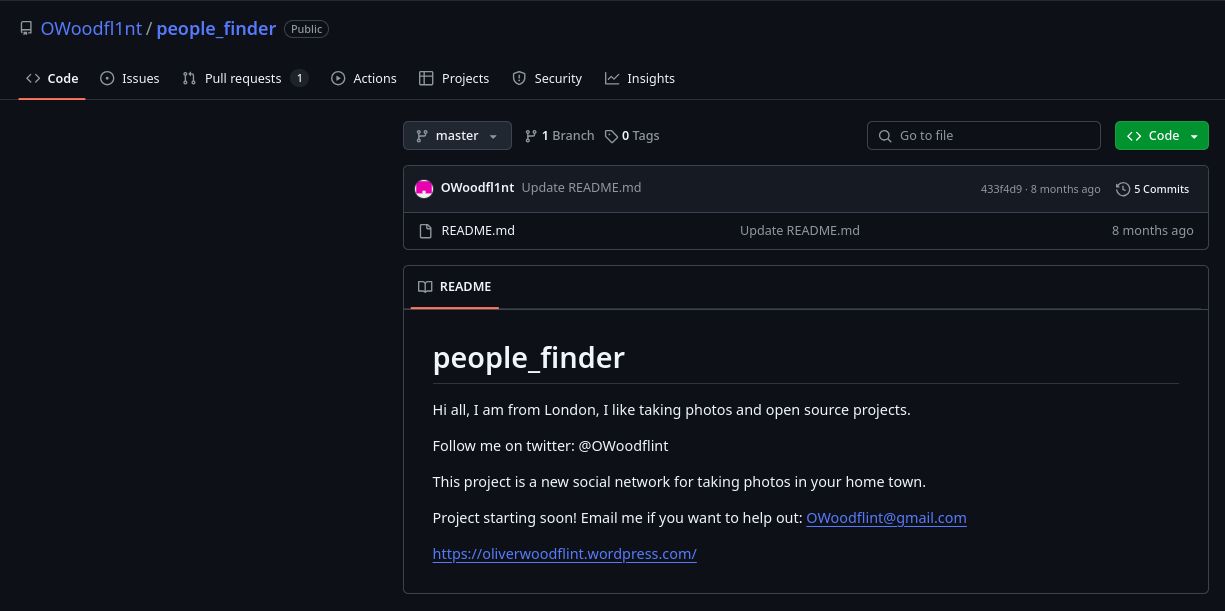 OWoodfl1nt / people_finder Public
Code Issues Pull requests 1 Actions Projects Security Insights
master 1 Branch 0 Tags Go to file Code
OWoodfl1nt Update README.md 433f4d9 · 8 months ago 5 Commits
README.md Update README.md 8 months ago
README
people_finder
Hi all, I am from London, I like taking photos and open source projects.
Follow me on twitter: @OWoodflint
This project is a new social network for taking photos in your home town.
Project starting soon! Email me if you want to help out: OWoodflint@gmail.com
https://oliverwoodflint.wordpress.com/